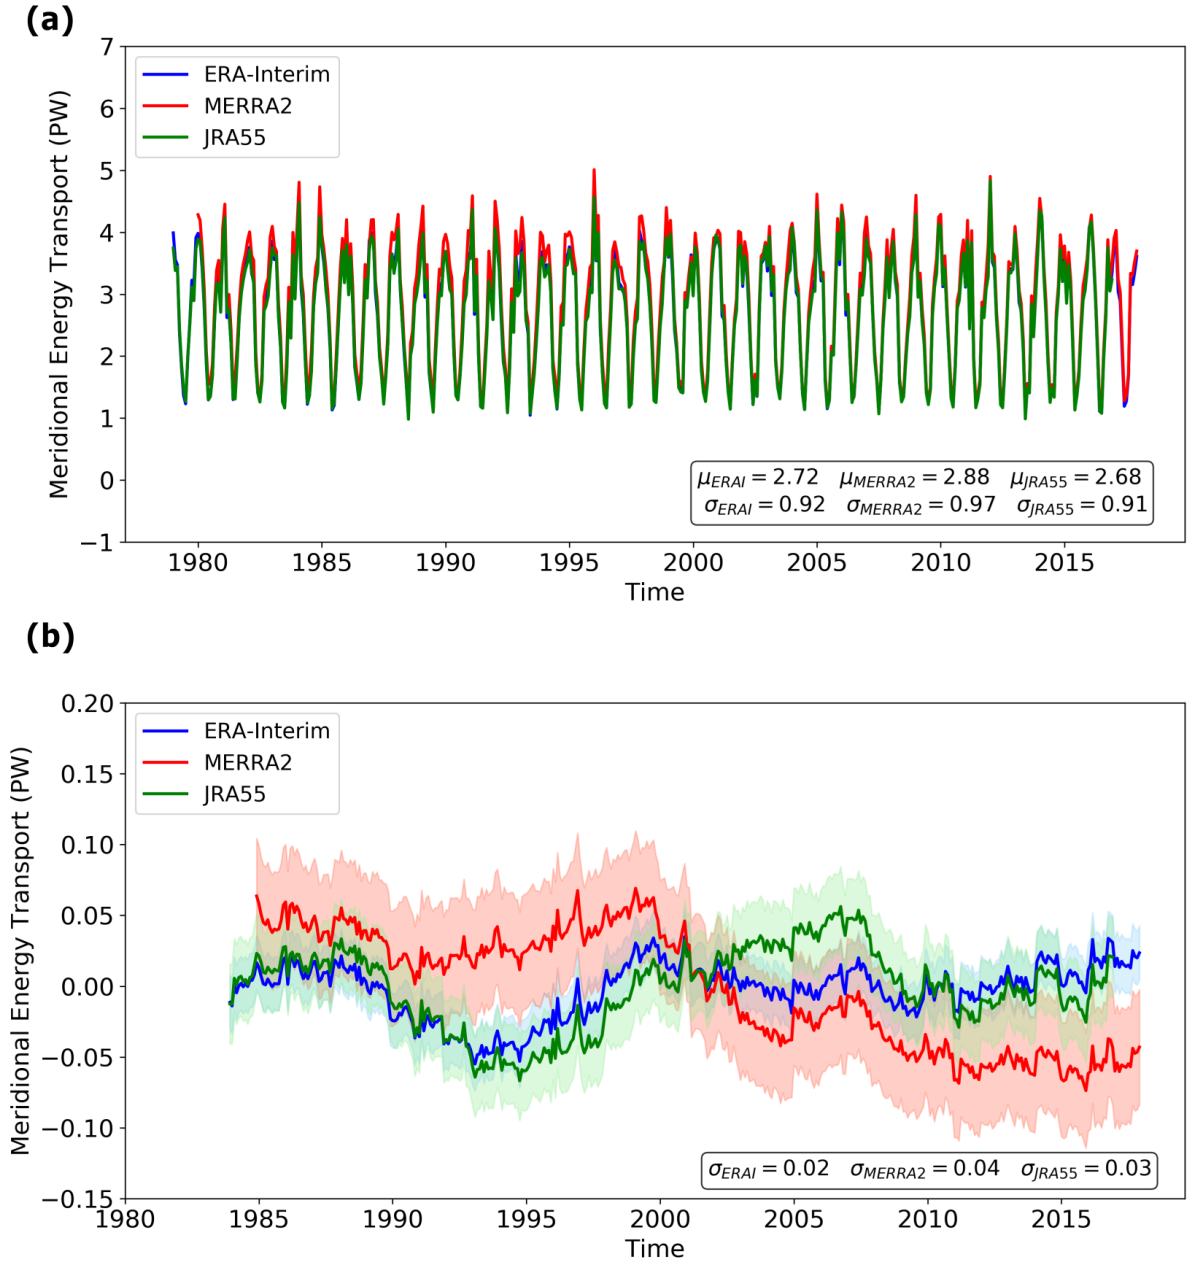 (a)
7
6
5
4
3
2
1
0
−1
Meridional Energy Transport (PW)
ERA-Interim
MERRA2
JRA55
μERAI = 2.72 μMERRA2 = 2.88 μJRA55 = 2.68
σERAI = 0.92 σMERRA2 = 0.97 σJRA55 = 0.91
1980 1985 1990 1995 2000 2005 2010 2015
Time
(b)
0.20
0.15
0.10
0.05
0.00
−0.05
−0.10
−0.15
Meridional Energy Transport (PW)
ERA-Interim
MERRA2
JRA55
σERAI = 0.02 σMERRA2 = 0.04 σJRA55 = 0.03
1980 1985 1990 1995 2000 2005 2010 2015
Time